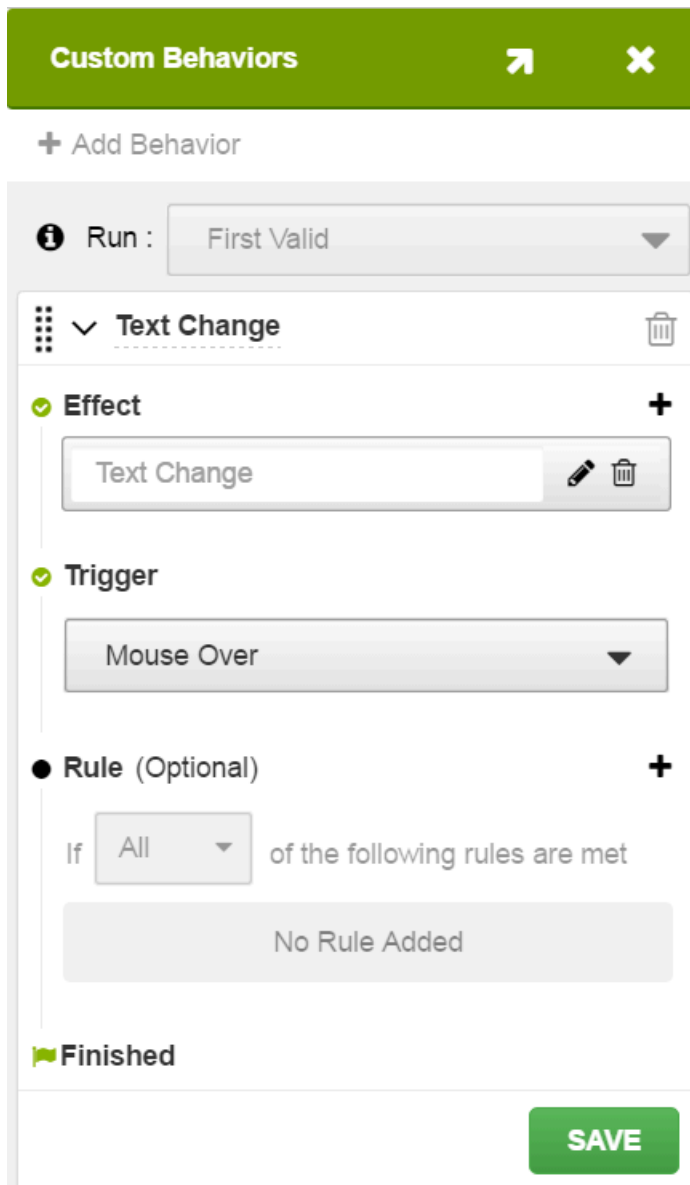 Custom Behaviors
Add Behavior
Run : First Valid
Text Change
Effect
Text Change
Trigger
Mouse Over
Rule (Optional)
If All of the following rules are met
No Rule Added
Finished
SAVE